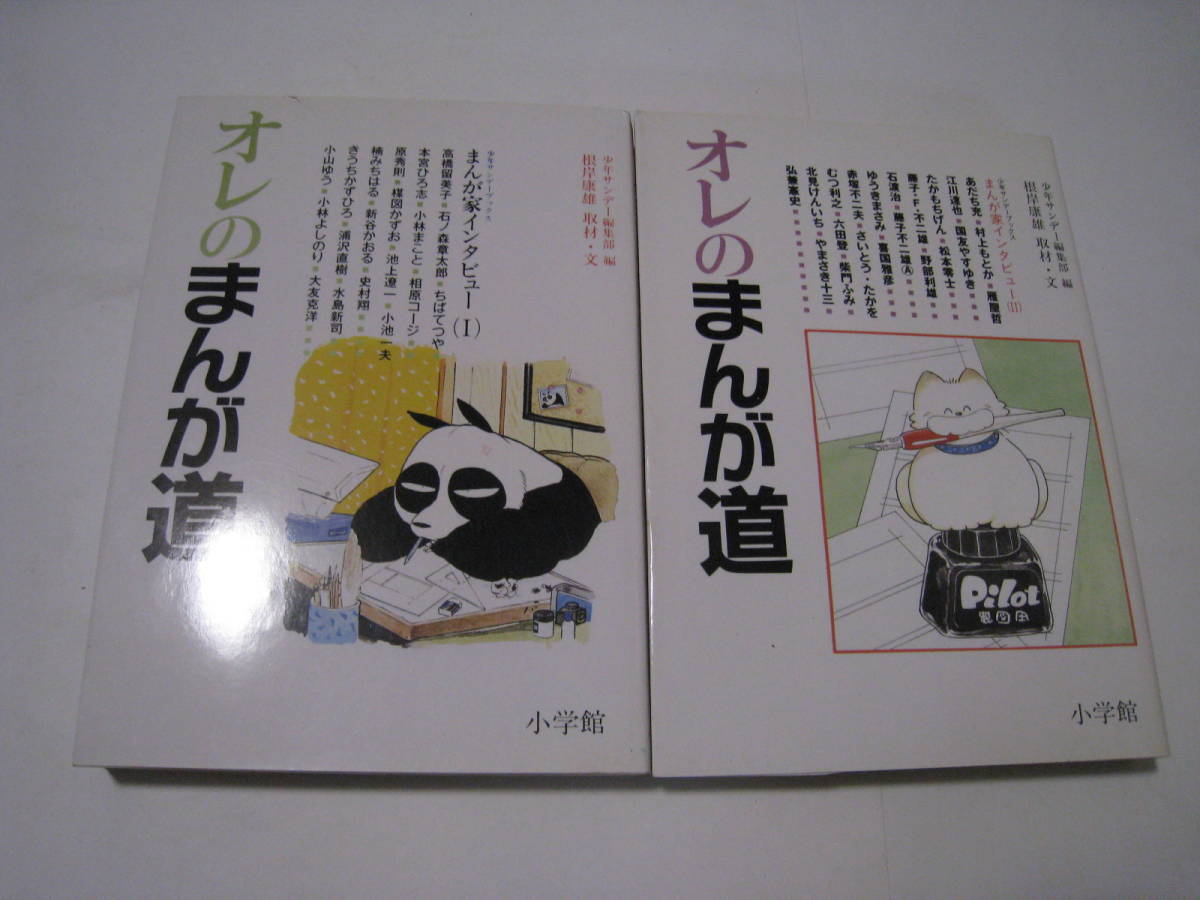 オレのまんが道
少年サンデー編集部 編
根岸康雄 取材・文
少年サンデーブックス
まんが家インタビュー(Ⅰ)
高橋留美子■石ノ森章太郎■ちばてつや
本宮ひろ志■小林まこと■相原コージ■
原秀則■楳図かずお■池上遼一■小池一夫
楠みちはる■新谷かおる■史村翔■■■
きうちかずひろ■浦沢直樹■水島新司
小山ゆう■小林よしのり■大友克洋■■■
小学館
オレのまんが道
少年サンデー編集部 編
根岸康雄 取材・文
少年サンデーブックス
まんが家インタビュー(Ⅱ)
あだち充■村上もとか■雁屋哲
江川達也■国友やすゆき■■■
たかもちげん■松本零士■■■
藤子・F・不二雄■野部利雄■
石渡治■藤子不二雄Ⓐ■■■■
ゆうきまさみ■喜国雅彦■■■
赤塚不二夫■さいとう・たかを
むつ利之■六田登■柴門ふみ■
北見けんいち■やまさき十三■
弘兼憲史■■■■■■■■■
Pilot
製図用
小学館